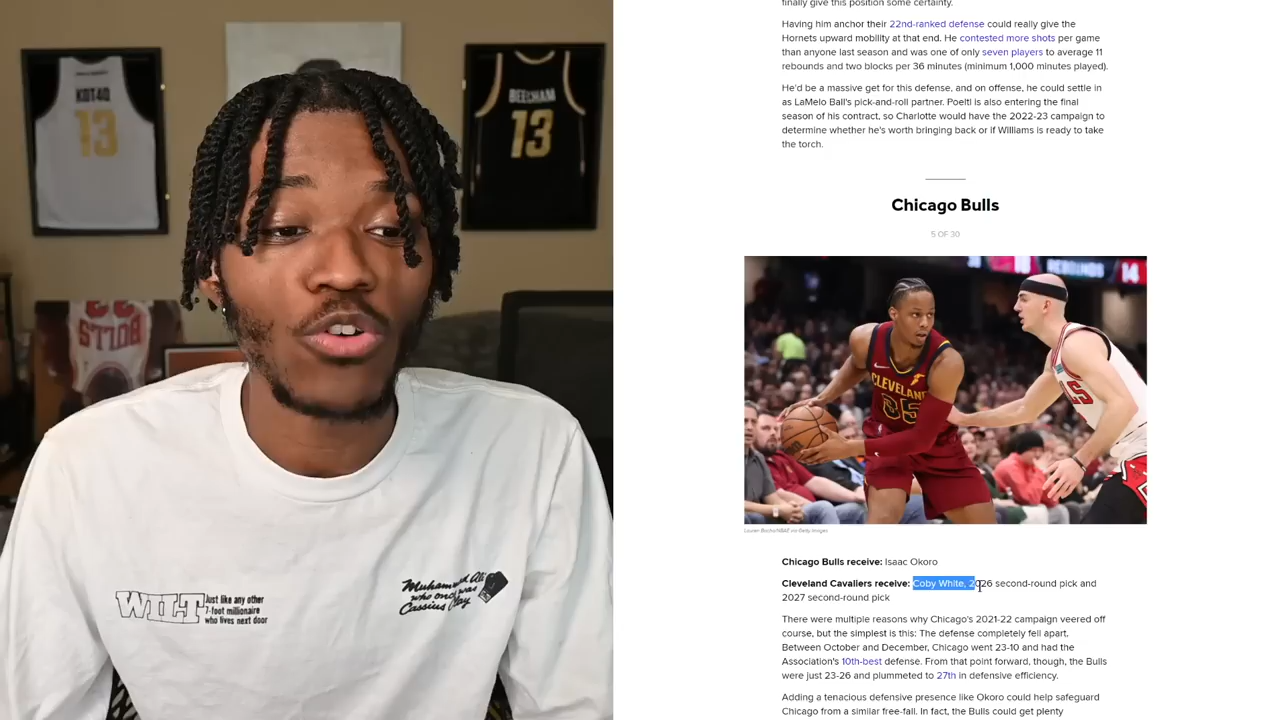 KOT4Q
13
BEECHAM
13
WILT
Just like any other
7-foot millionaire
who lives next door
Muhammad Ali
who once was
Cassius Clay
finally give this position some certainty.
Having him anchor their 22nd-ranked defense could really give the
Hornets upward mobility at that end. He contested more shots per game
than anyone last season and was one of only seven players to average 11
rebounds and two blocks per 36 minutes (minimum 1,000 minutes played).
He'd be a massive get for this defense, and on offense, he could settle in
as LaMelo Ball's pick-and-roll partner. Poeltl is also entering the final
season of his contract, so Charlotte would have the 2022-23 campaign to
determine whether he's worth bringing back or if Williams is ready to take
the torch.
Chicago Bulls
5 OF 30
REBOUNDS
14
CLEVELAND
35
Chicago Bulls receive: Isaac Okoro
Cleveland Cavaliers receive: Coby White, 2026 second-round pick and
2027 second-round pick
There were multiple reasons why Chicago's 2021-22 campaign veered off
course, but the simplest is this: The defense completely fell apart.
Between October and December, Chicago went 23-10 and had the
Association's 10th-best defense. From that point forward, though, the Bulls
were just 23-26 and plummeted to 27th in defensive efficiency.
Adding a tenacious defensive presence like Okoro could help safeguard
Chicago from a similar free-fall. In fact, the Bulls could get plenty